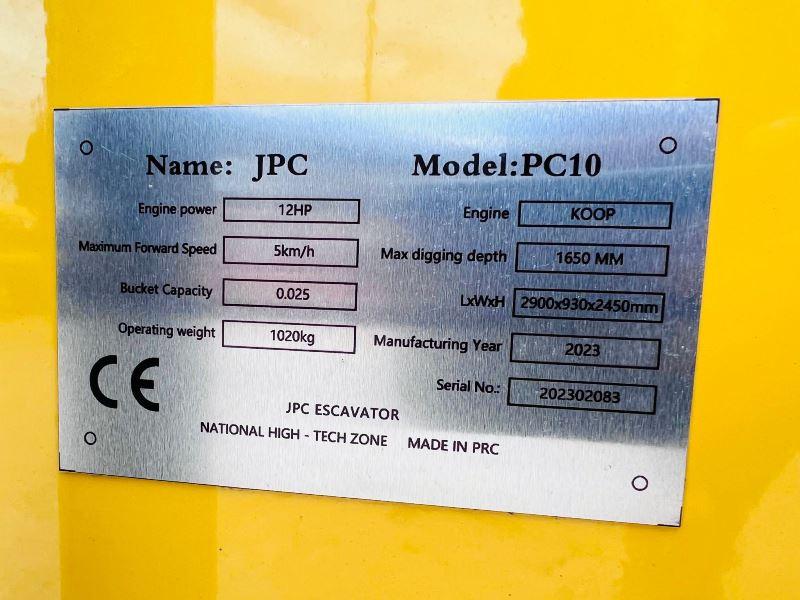 Name: JPC Model:PC10
Engine power 12HP Engine KOOP
Maximum Forward Speed 5km/h Max digging depth 1650 MM
Bucket Capacity 0.025 LxWxH 2900x930x2450mm
Operating weight 1020kg Manufacturing Year 2023
CE Serial No.: 202302083
JPC ESCAVATOR
NATIONAL HIGH - TECH ZONE MADE IN PRC